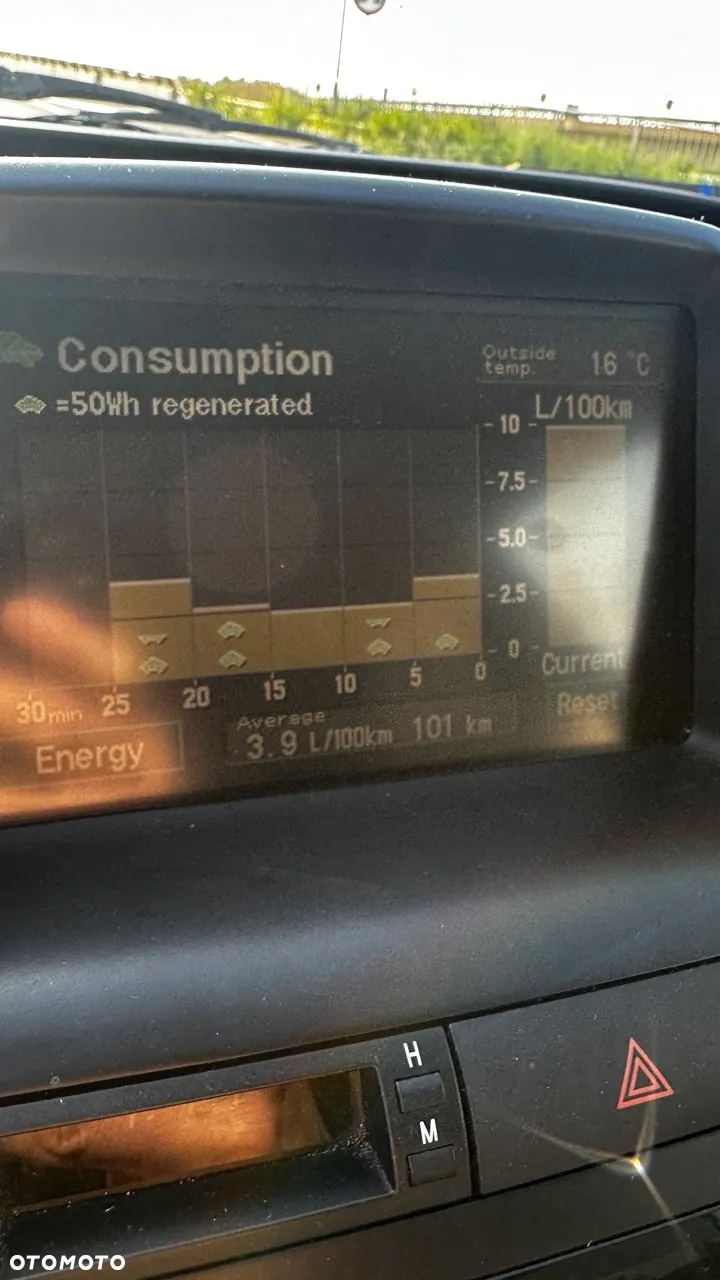 Consumption
Outside temp. 16 °C
=50Wh regenerated
L/100km
10
7.5
5.0
2.5
0
Current
30min 25 20 15 10 5 0
Reset
Average
3.9 L/100km 101 km
Energy
H
M
OTOMOTO